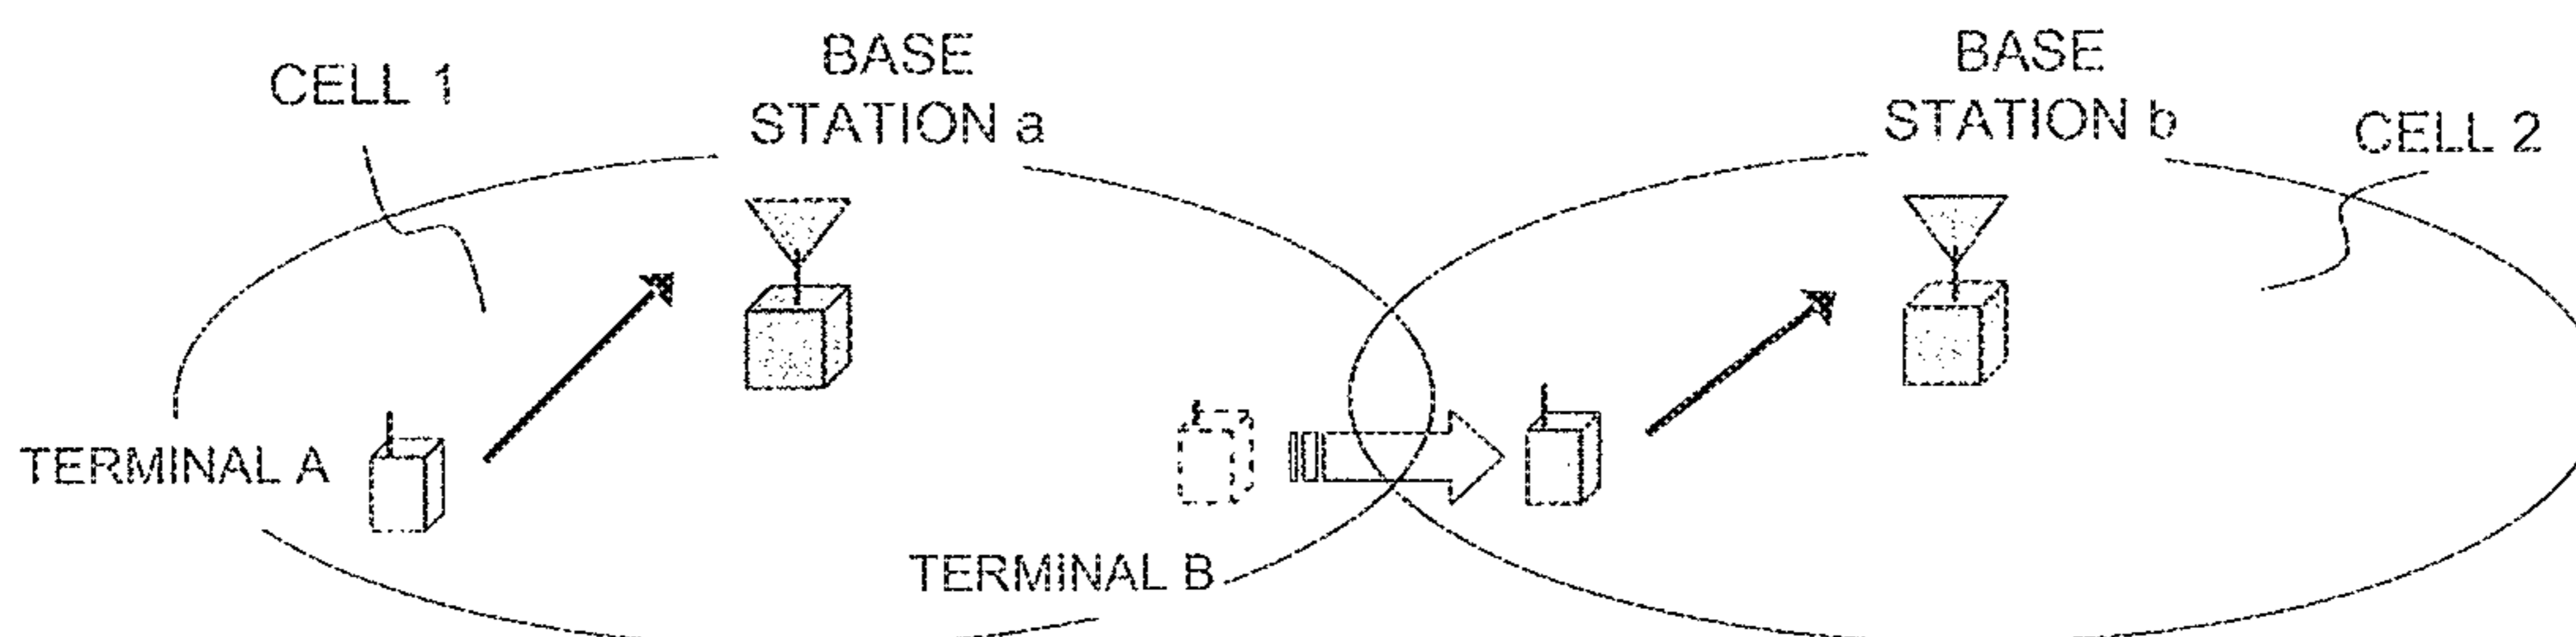 CELL 1
BASE
STATION a
BASE
STATION b
CELL 2
TERMINAL A
TERMINAL B